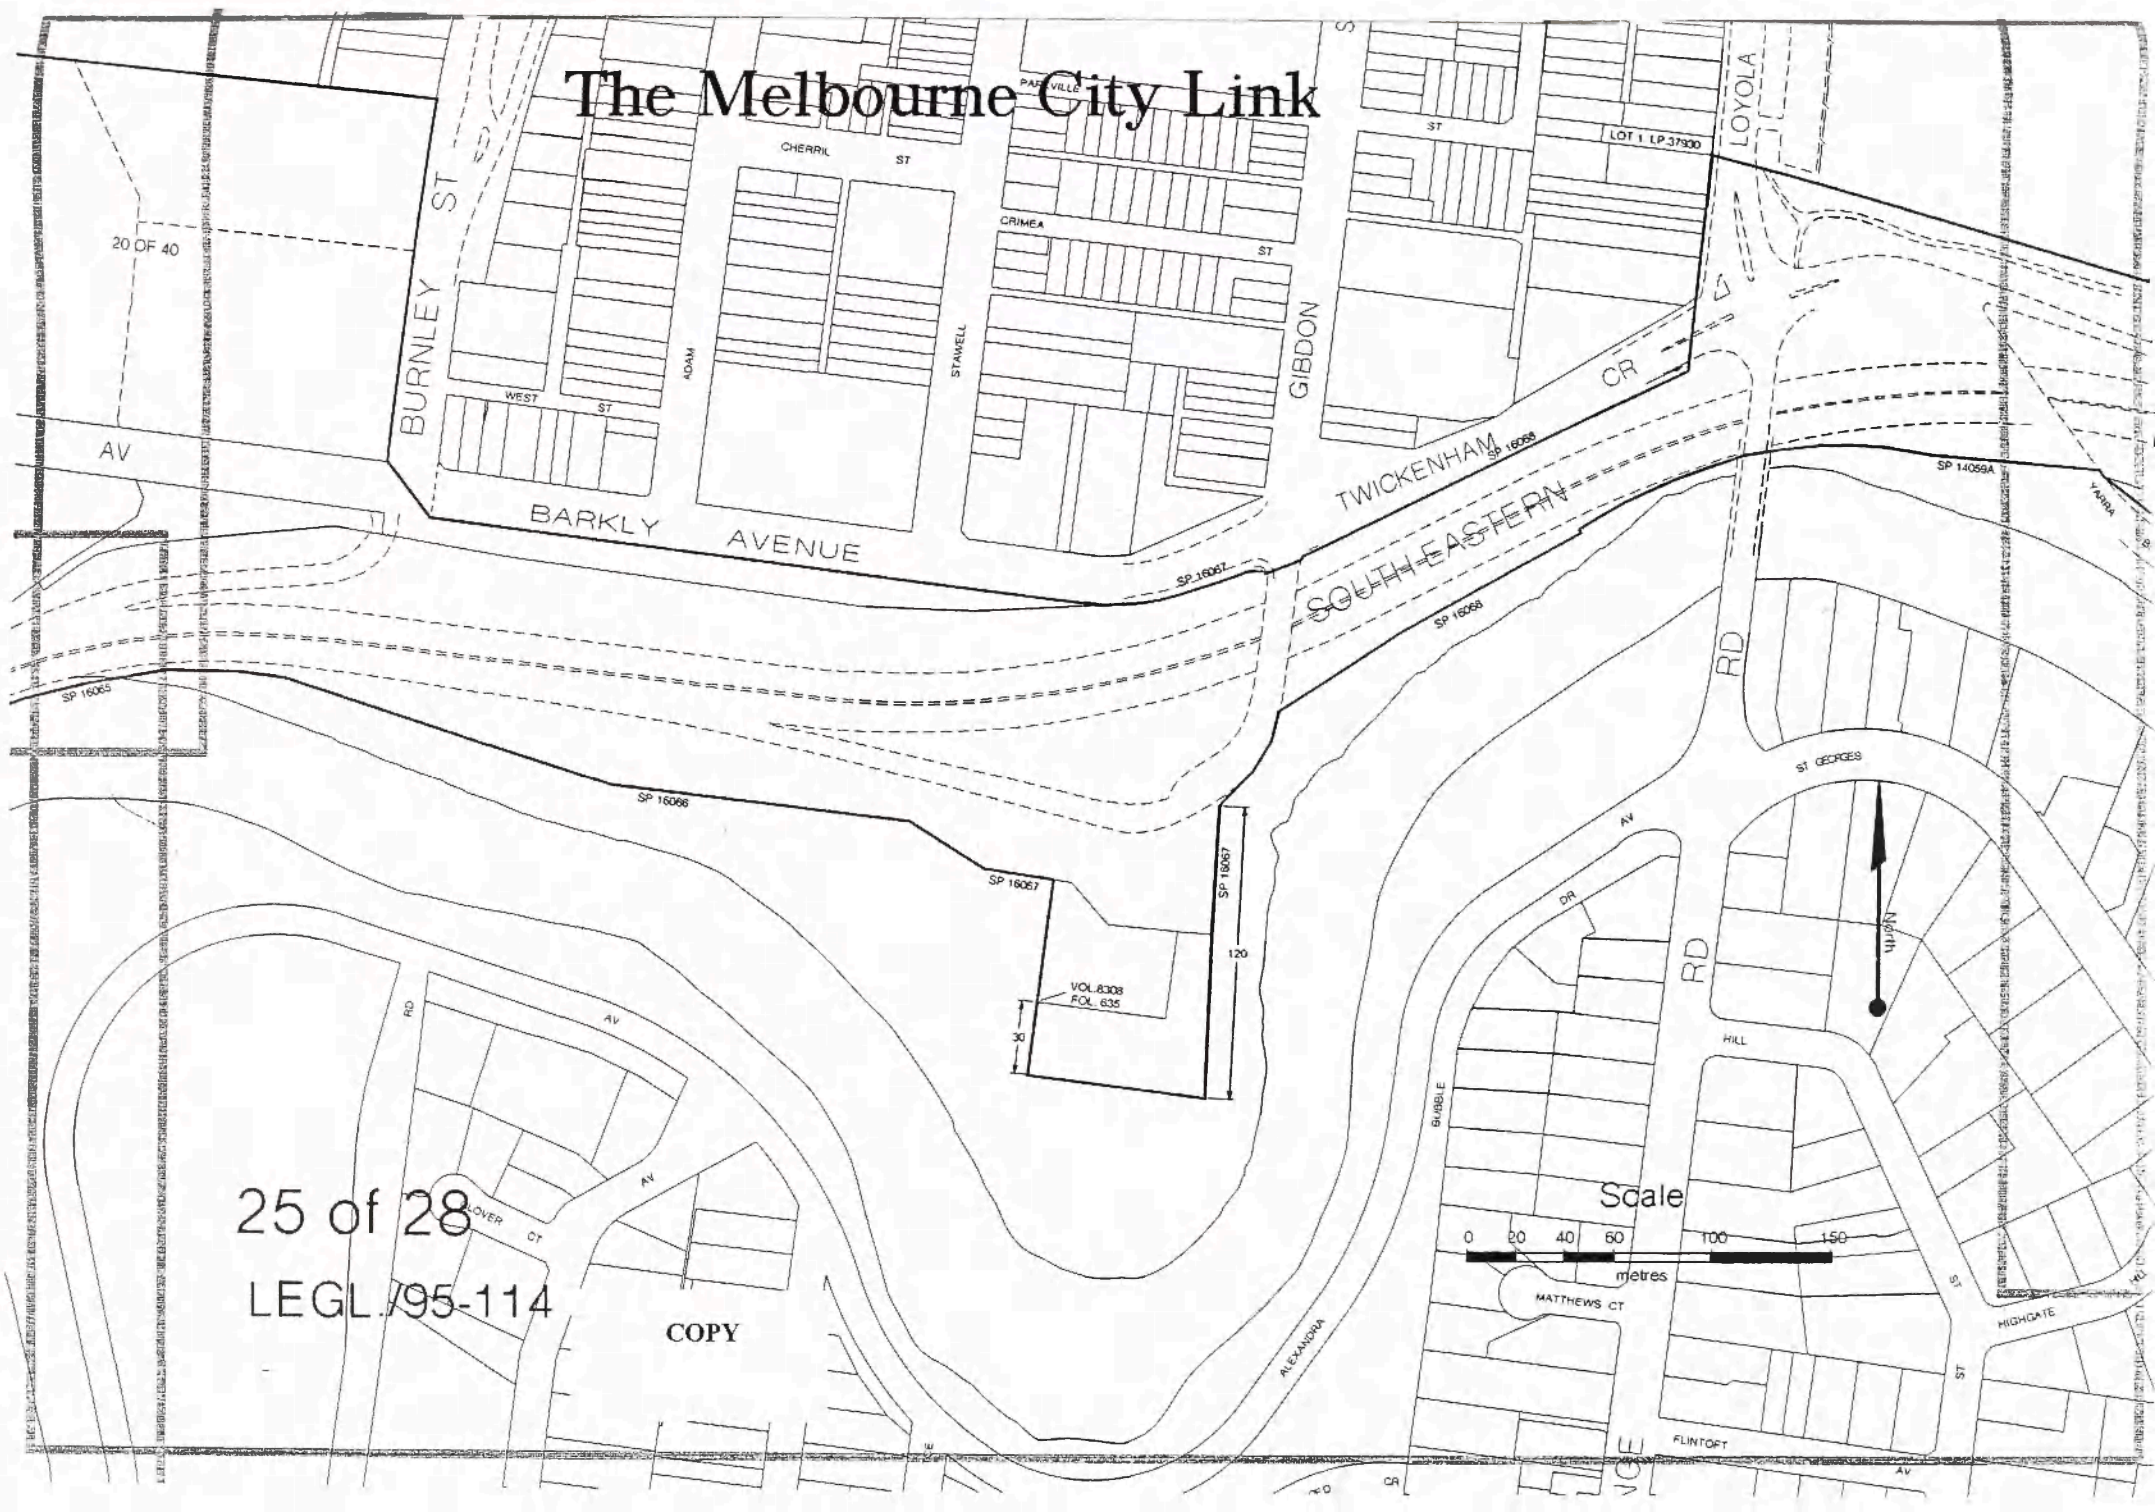 The Melbourne City Link
PARKVILLE
S
ST
LOYOLA
LOT 1 LP 37930
CHERRIL ST
BURNLEY ST
20 OF 40
CRIMEA ST
GIBDON
ADAM
STAWELL
WEST ST
CR
AV
TWICKENHAM
SP 16068
SP 14059A
YARRA
BARKLY AVENUE
SOUTH EASTERN
SP 16067
SP 16068
RD
SP 16065
ST GEORGES
SP 16066
AV
SP 16067
SP 16067
DR
North
120
RD
VOL.8308
FOL. 635
RD
AV
30
HILL
BUBBLE
AV
Scale
25 of 28
LOVER CT
0 20 40 60 100 150
metres
LEGL./95-114
MATTHEWS CT
ST
HIGHGATE
COPY
ALEXANDRA
ST
FLINTOFT
AV
CR